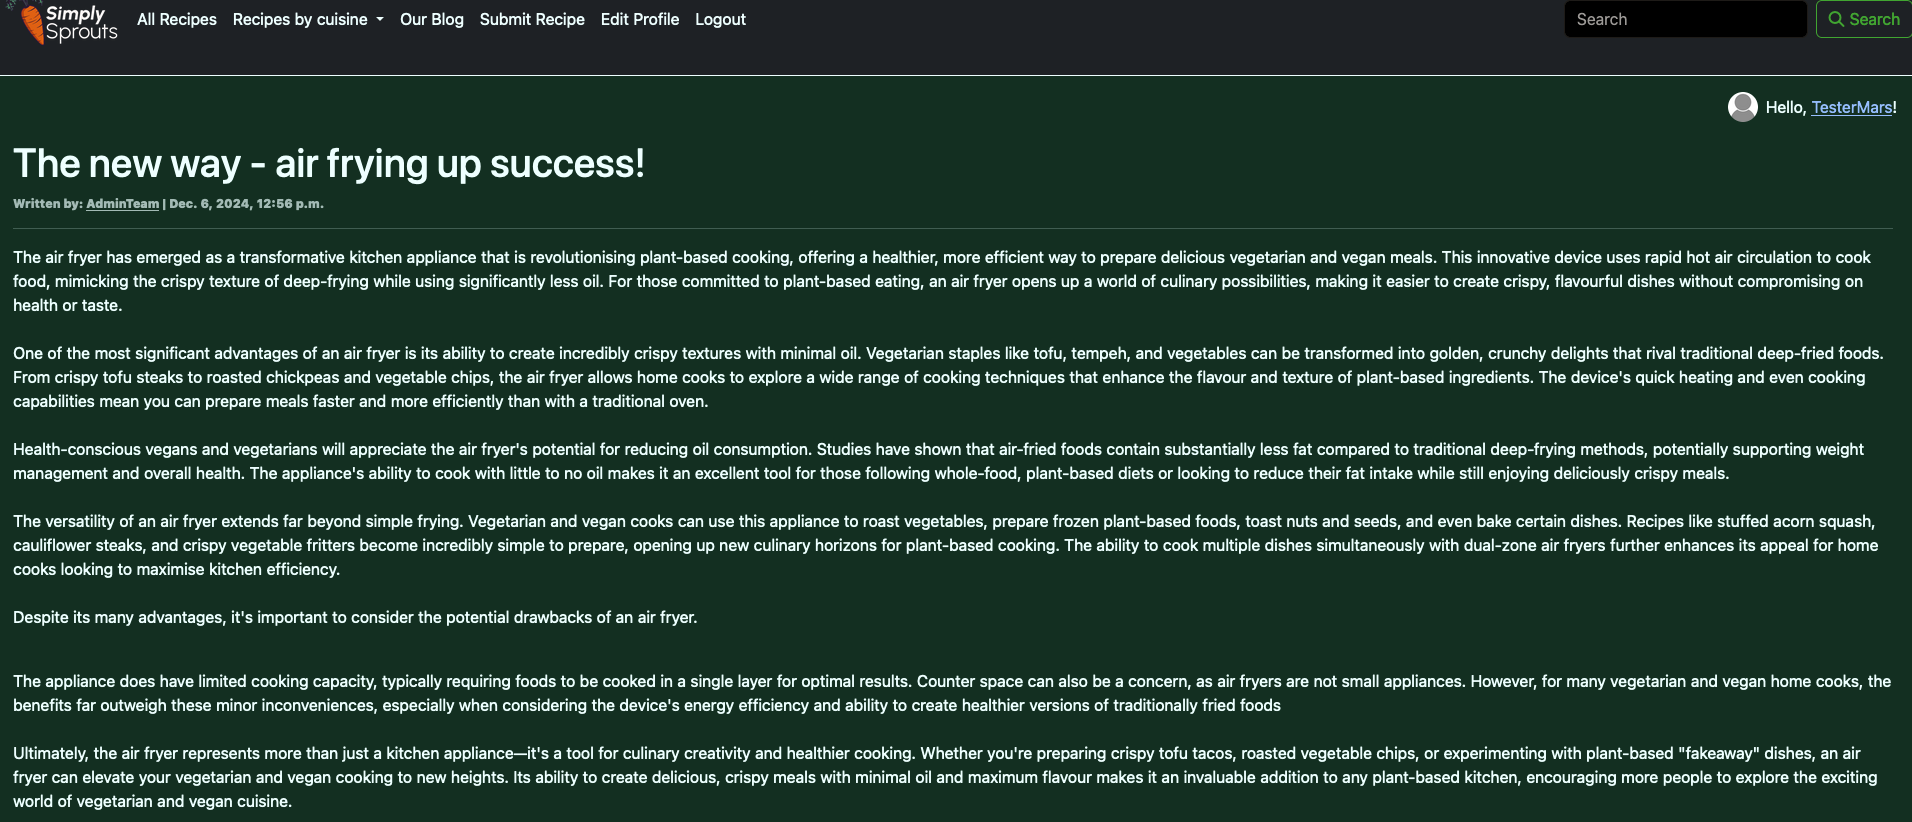 Simply
Sprouts
All Recipes Recipes by cuisine Our Blog Submit Recipe Edit Profile Logout
Search
Search
Hello, TesterMars!
The new way - air frying up success!
Written by: AdminTeam | Dec. 6, 2024, 12:56 p.m.
The air fryer has emerged as a transformative kitchen appliance that is revolutionising plant-based cooking, offering a healthier, more efficient way to prepare delicious vegetarian and vegan meals. This innovative device uses rapid hot air circulation to cook
food, mimicking the crispy texture of deep-frying while using significantly less oil. For those committed to plant-based eating, an air fryer opens up a world of culinary possibilities, making it easier to create crispy, flavourful dishes without compromising on
health or taste.
One of the most significant advantages of an air fryer is its ability to create incredibly crispy textures with minimal oil. Vegetarian staples like tofu, tempeh, and vegetables can be transformed into golden, crunchy delights that rival traditional deep-fried foods.
From crispy tofu steaks to roasted chickpeas and vegetable chips, the air fryer allows home cooks to explore a wide range of cooking techniques that enhance the flavour and texture of plant-based ingredients. The device's quick heating and even cooking
capabilities mean you can prepare meals faster and more efficiently than with a traditional oven.
Health-conscious vegans and vegetarians will appreciate the air fryer's potential for reducing oil consumption. Studies have shown that air-fried foods contain substantially less fat compared to traditional deep-frying methods, potentially supporting weight
management and overall health. The appliance's ability to cook with little to no oil makes it an excellent tool for those following whole-food, plant-based diets or looking to reduce their fat intake while still enjoying deliciously crispy meals.
The versatility of an air fryer extends far beyond simple frying. Vegetarian and vegan cooks can use this appliance to roast vegetables, prepare frozen plant-based foods, toast nuts and seeds, and even bake certain dishes. Recipes like stuffed acorn squash,
cauliflower steaks, and crispy vegetable fritters become incredibly simple to prepare, opening up new culinary horizons for plant-based cooking. The ability to cook multiple dishes simultaneously with dual-zone air fryers further enhances its appeal for home
cooks looking to maximise kitchen efficiency.
Despite its many advantages, it's important to consider the potential drawbacks of an air fryer.
The appliance does have limited cooking capacity, typically requiring foods to be cooked in a single layer for optimal results. Counter space can also be a concern, as air fryers are not small appliances. However, for many vegetarian and vegan home cooks, the
benefits far outweigh these minor inconveniences, especially when considering the device's energy efficiency and ability to create healthier versions of traditionally fried foods
Ultimately, the air fryer represents more than just a kitchen appliance—it's a tool for culinary creativity and healthier cooking. Whether you're preparing crispy tofu tacos, roasted vegetable chips, or experimenting with plant-based "fakeaway" dishes, an air
fryer can elevate your vegetarian and vegan cooking to new heights. Its ability to create delicious, crispy meals with minimal oil and maximum flavour makes it an invaluable addition to any plant-based kitchen, encouraging more people to explore the exciting
world of vegetarian and vegan cuisine.